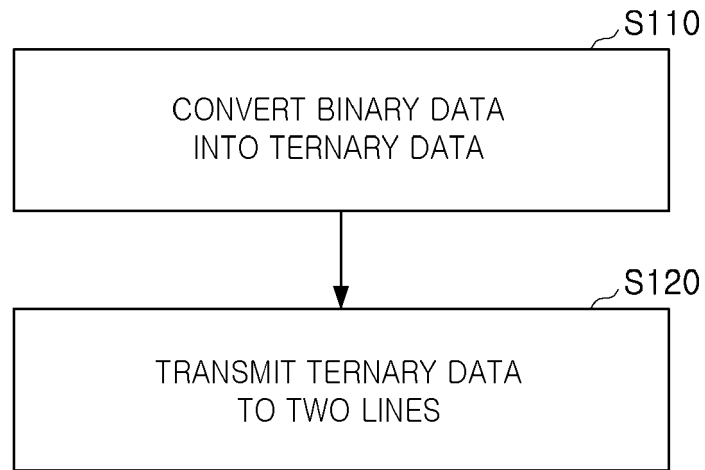 S110
CONVERT BINARY DATA
INTO TERNARY DATA
S120
TRANSMIT TERNARY DATA
TO TWO LINES